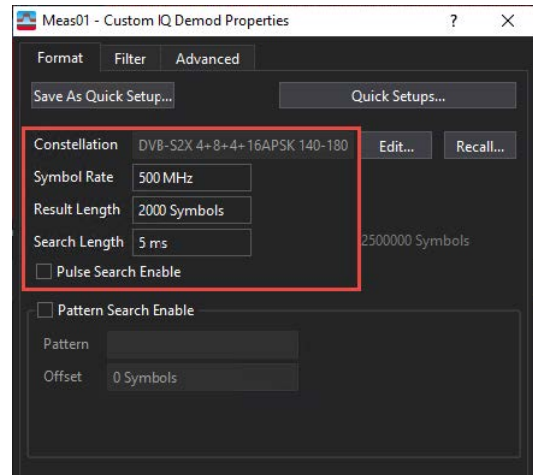 Meas01 - Custom IQ Demod Properties ? X
Format Filter Advanced
Save As Quick Setup... Quick Setups...
Constellation DVB-S2X 4+8+4+16APSK 140-180 Edit... Recall...
Symbol Rate 500 MHz
Result Length 2000 Symbols
Search Length 5 ms 2500000 Symbols
Pulse Search Enable
Pattern Search Enable
Pattern
Offset 0 Symbols